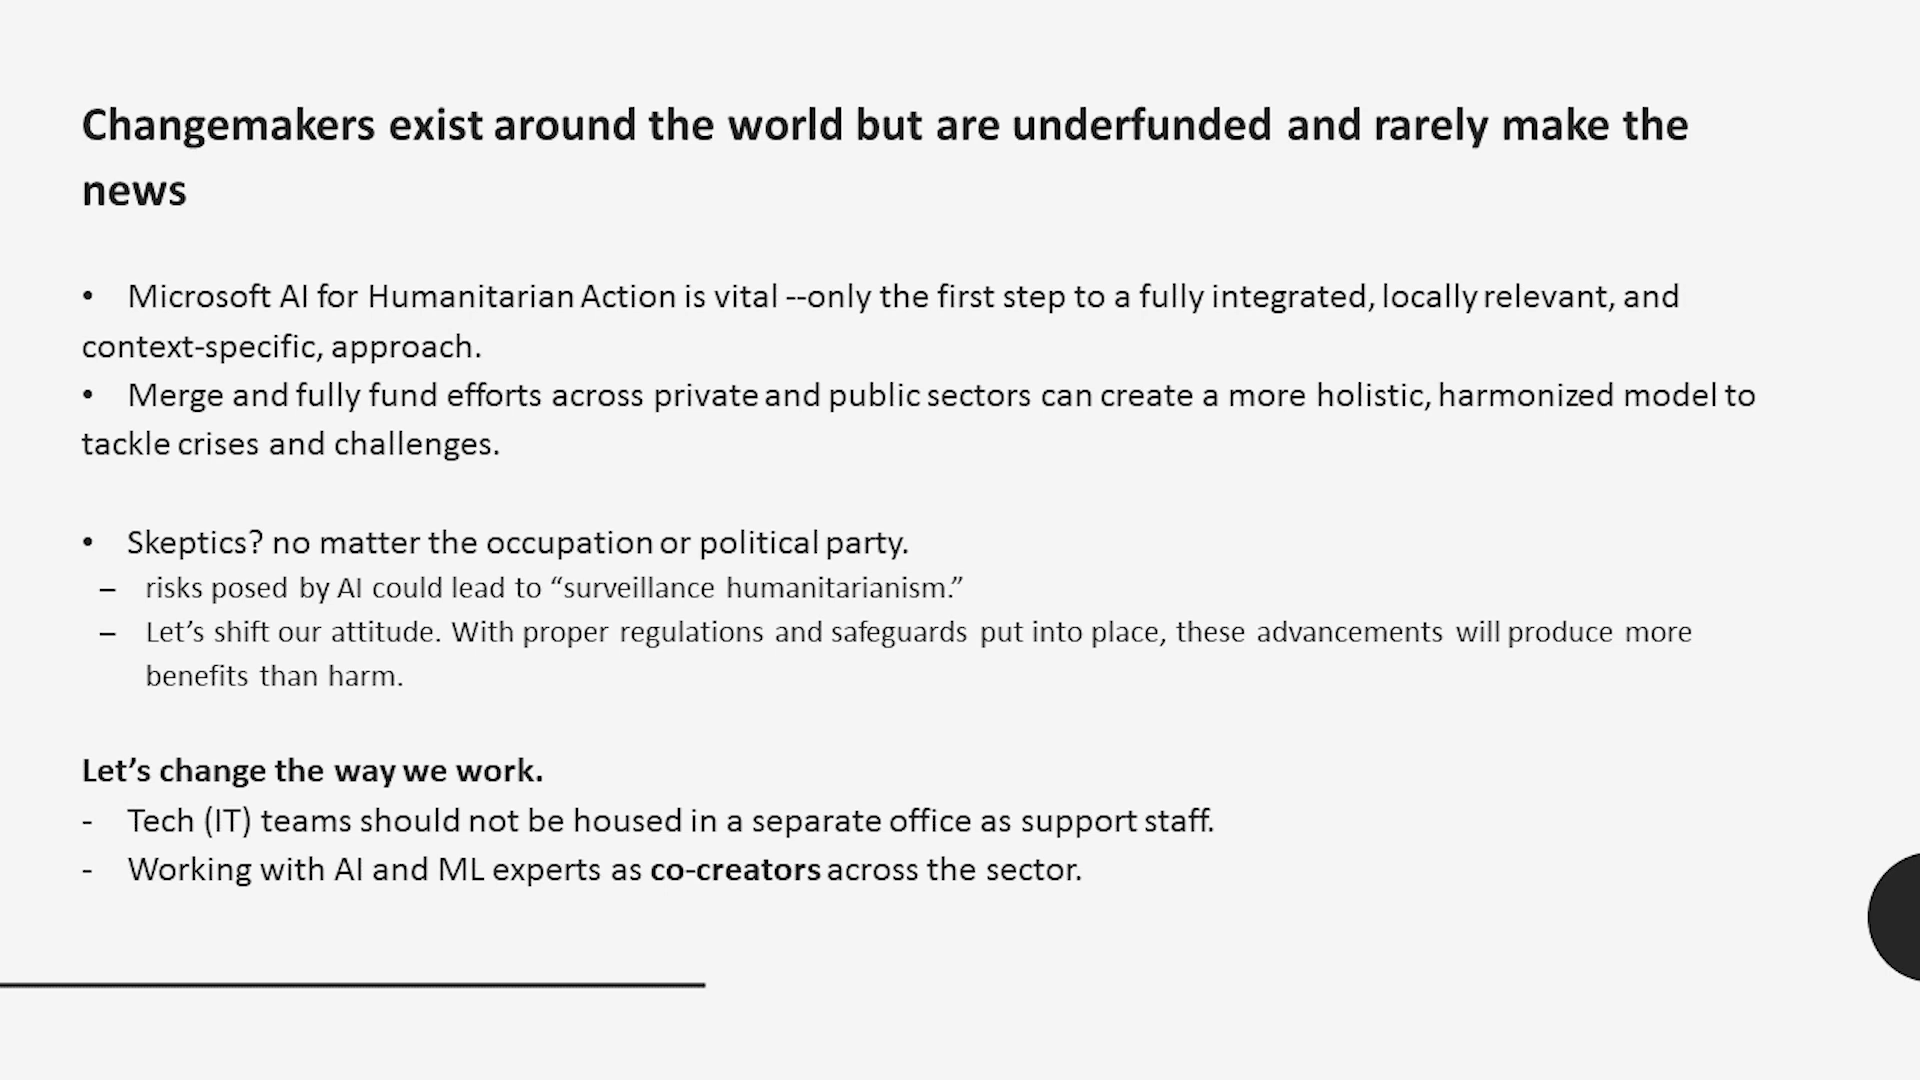 Changemakers exist around the world but are underfunded and rarely make the
news
• Microsoft AI for Humanitarian Action is vital --only the first step to a fully integrated, locally relevant, and
context-specific, approach.
• Merge and fully fund efforts across private and public sectors can create a more holistic, harmonized model to
tackle crises and challenges.
• Skeptics? no matter the occupation or political party.
– risks posed by AI could lead to “surveillance humanitarianism.”
– Let’s shift our attitude. With proper regulations and safeguards put into place, these advancements will produce more
benefits than harm.
Let’s change the way we work.
- Tech (IT) teams should not be housed in a separate office as support staff.
- Working with AI and ML experts as co-creators across the sector.